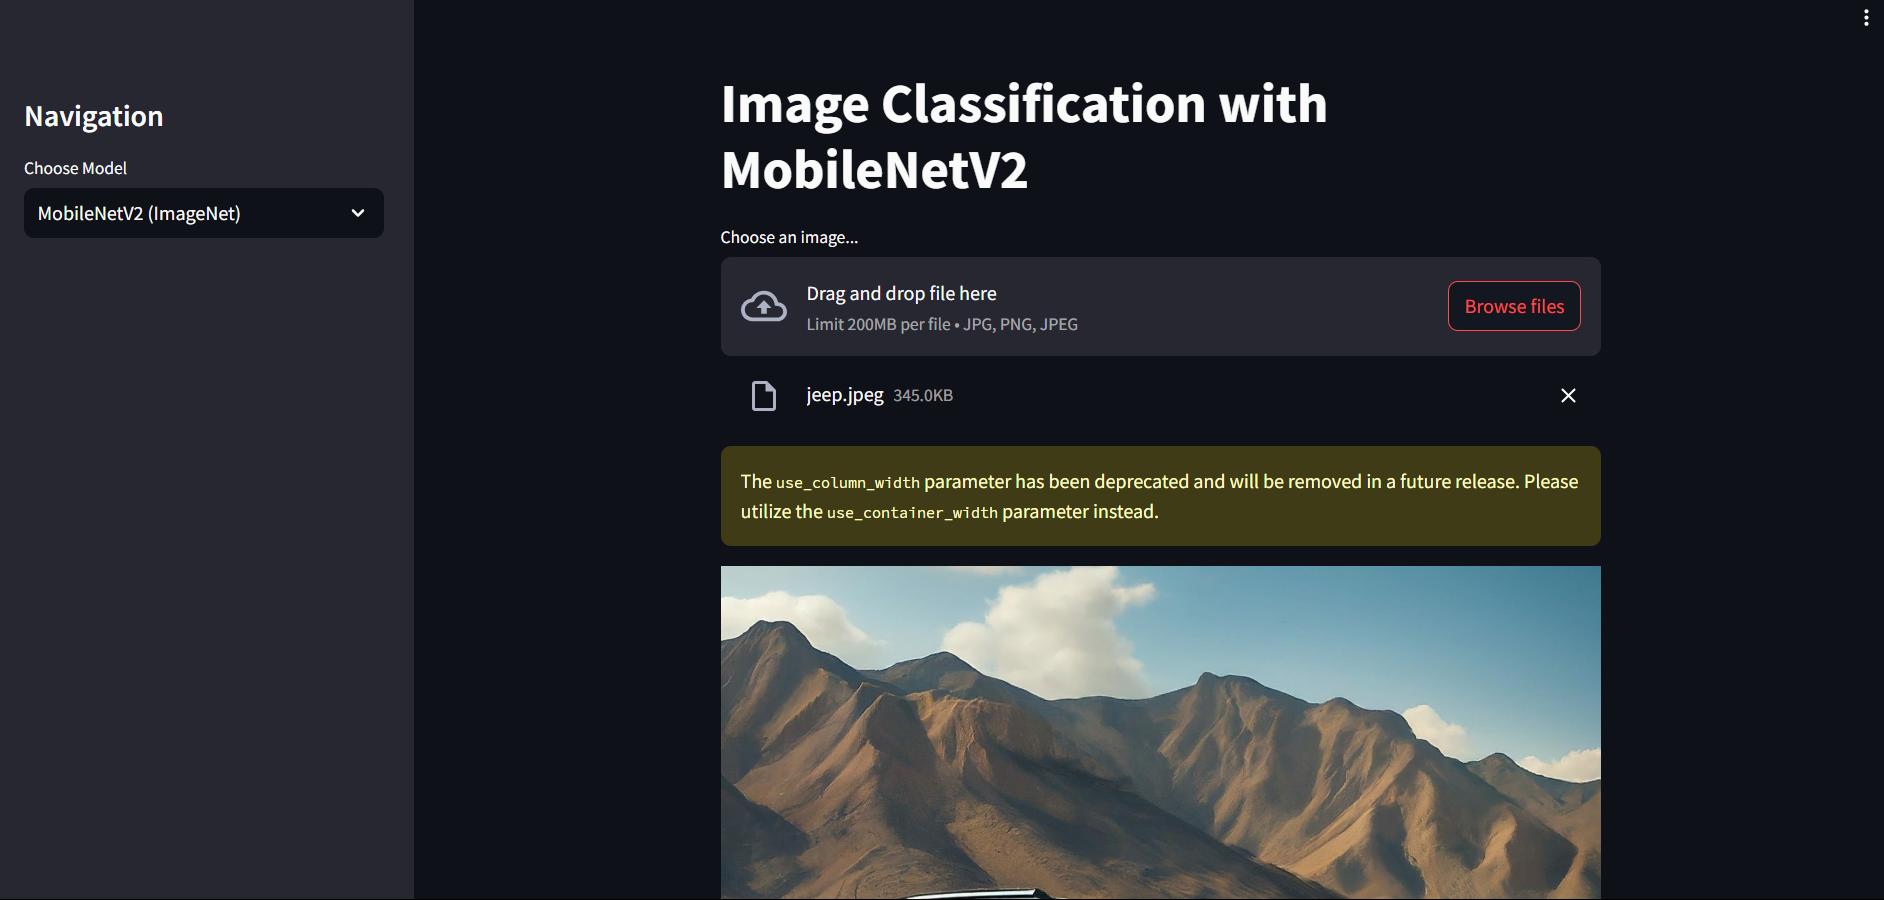 Navigation
Choose Model
MobileNetV2 (ImageNet)
Image Classification with
MobileNetV2
Choose an image...
Drag and drop file here
Limit 200MB per file • JPG, PNG, JPEG
Browse files
jeep.jpeg 345.0KB
The use_column_width parameter has been deprecated and will be removed in a future release. Please
utilize the use_container_width parameter instead.